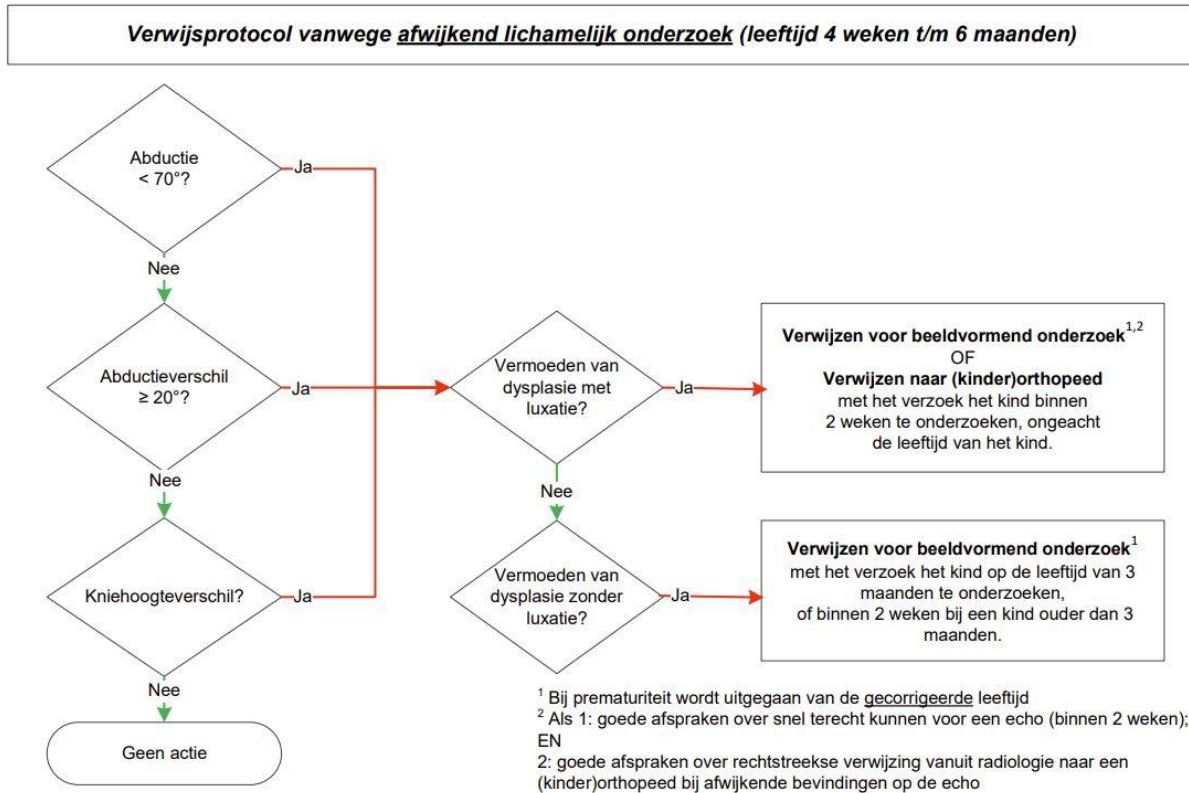 Verwijsprotocol vanwege afwijkend lichamelijk onderzoek (leeftijd 4 weken t/m 6 maanden)
Abductie
< 70°?
Ja
Nee
Abductieverschil
≥ 20°?
Ja
Nee
Kniehoogteverschil?
Ja
Nee
Geen actie
Vermoeden van
dysplasie met
luxatie?
Ja
Nee
Vermoeden van
dysplasie zonder
luxatie?
Ja
Verwijzen voor beeldvormend onderzoek1,2
OF
Verwijzen naar (kinder)orthopeed
met het verzoek het kind binnen
2 weken te onderzoeken, ongeacht
de leeftijd van het kind.
Verwijzen voor beeldvormend onderzoek1
met het verzoek het kind op de leeftijd van 3
maanden te onderzoeken,
of binnen 2 weken bij een kind ouder dan 3
maanden.
1 Bij prematuriteit wordt uitgegaan van de gecorrigeerde leeftijd
2 Als 1: goede afspraken over snel terecht kunnen voor een echo (binnen 2 weken);
EN
2: goede afspraken over rechtstreekse verwijzing vanuit radiologie naar een
(kinder)orthopeed bij afwijkende bevindingen op de echo